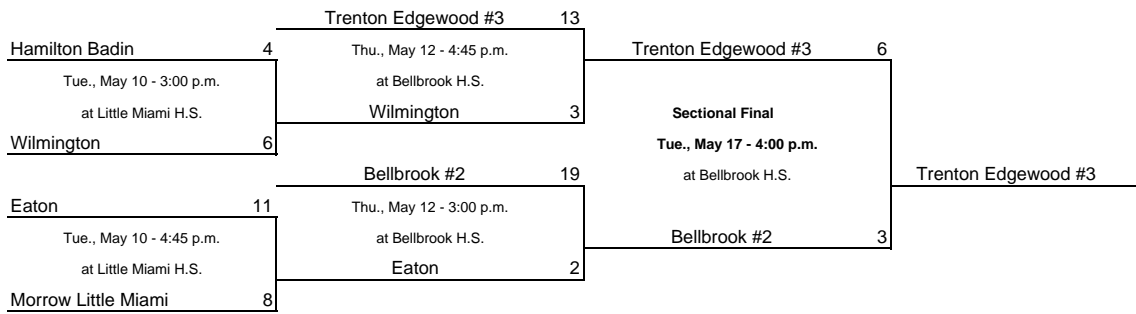 Trenton Edgewood #3 13
Hamilton Badin 4
Thu., May 12 - 4:45 p.m.
Trenton Edgewood #3 6
Tue., May 10 - 3:00 p.m.
at Bellbrook H.S.
at Little Miami H.S.
Wilmington 3
Sectional Final
Wilmington 6
Tue., May 17 - 4:00 p.m.
Bellbrook #2 19
at Bellbrook H.S.
Trenton Edgewood #3
Eaton 11
Thu., May 12 - 3:00 p.m.
Tue., May 10 - 4:45 p.m.
at Bellbrook H.S.
Bellbrook #2 3
at Little Miami H.S.
Eaton 2
Morrow Little Miami 8